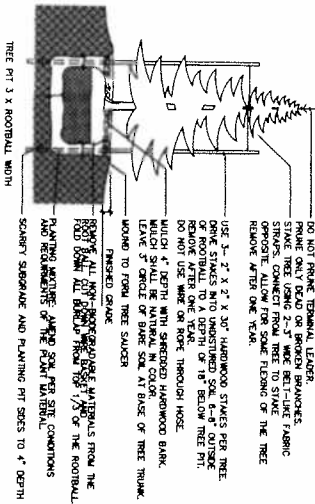 DO NOT PRUNE TERMINAL LEADER.
PRUNE ONLY DEAD OR BROKEN BRANCHES.
STAKE TREE USING 2-3" WIDE BELT-LIKE FABRIC
STRAPS, CONNECT FROM TREE TO STAKE
OPPOSITE, ALLOW FOR SOME FLEXING OF THE TREE
REMOVE AFTER ONE YEAR.
USE 3- 2" X 2" X 30" HARDWOOD STAKES PER TREE.
DRIVE STAKES INTO UNDISTURBED SOIL 6-8" OUTSIDE
OF ROOTBALL TO A DEPTH OF 18" BELOW TREE PIT.
REMOVE AFTER ONE YEAR.
DO NOT USE WIRE OR ROPE THROUGH HOSE.
MULCH 4" DEPTH WITH SHREDDED HARDWOOD BARK.
MULCH SHALL BE NATURAL IN COLOR.
LEAVE 3" CIRCLE OF BARE SOIL AT BASE OF TREE TRUNK.
MOUND TO FORM TREE SAUCER
FINISHED GRADE
REMOVE ALL NON-BIODEGRADABLE MATERIALS FROM THE
ROOTBALL. DOWN WIRE BASKET AND
FOLD DOWN ALL BURLAP FROM TOP 1/3 OF THE ROOTBALL
PLANTING MIXTURE: AMEND SOIL PER SITE CONDITIONS
AND REQUIREMENTS OF THE PLANT MATERIAL.
SCARIFY SUBGRADE AND PLANTING PIT SIDES TO 4" DEPTH
TREE PIT 3 X ROOTBALL WIDTH